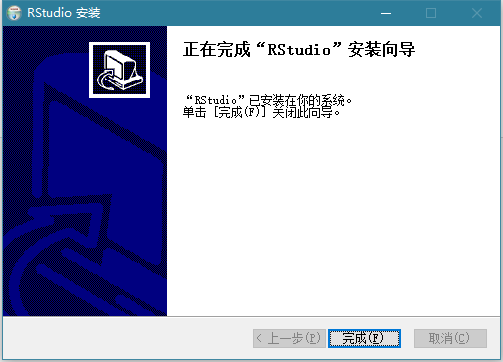 RStudio 安装
正在完成“RStudio”安装向导
“RStudio”已安装在你的系统。
单击 [完成(F)] 关闭此向导。
< 上一步(P)
完成(F)
取消(C)